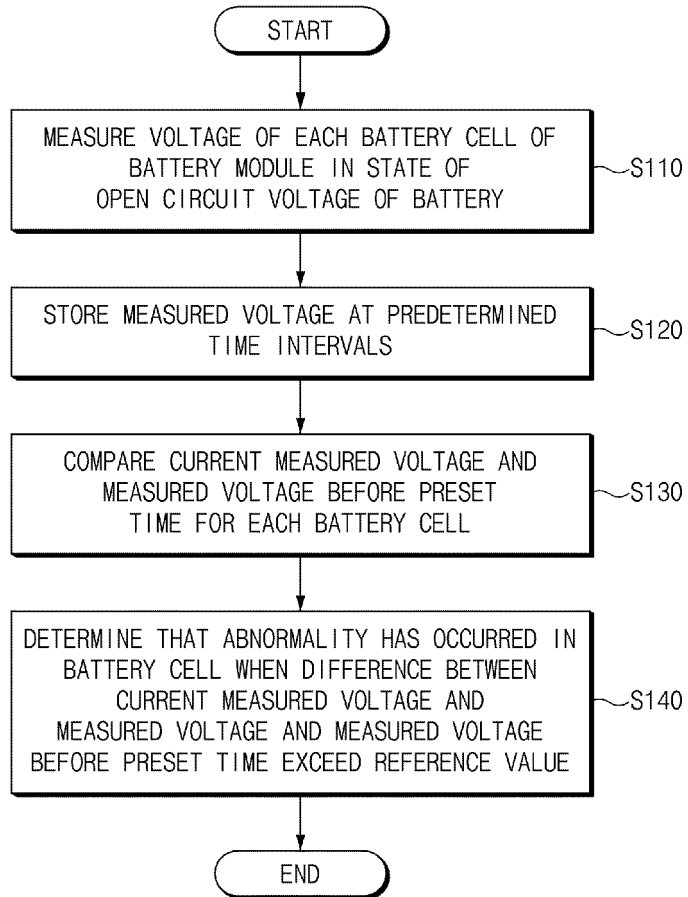 START
MEASURE VOLTAGE OF EACH BATTERY CELL OF
BATTERY MODULE IN STATE OF
OPEN CIRCUIT VOLTAGE OF BATTERY
S110
STORE MEASURED VOLTAGE AT PREDETERMINED
TIME INTERVALS
S120
COMPARE CURRENT MEASURED VOLTAGE AND
MEASURED VOLTAGE BEFORE PRESET
TIME FOR EACH BATTERY CELL
S130
DETERMINE THAT ABNORMALITY HAS OCCURRED IN
BATTERY CELL WHEN DIFFERENCE BETWEEN
CURRENT MEASURED VOLTAGE AND
MEASURED VOLTAGE AND MEASURED VOLTAGE
BEFORE PRESET TIME EXCEED REFERENCE VALUE
S140
END